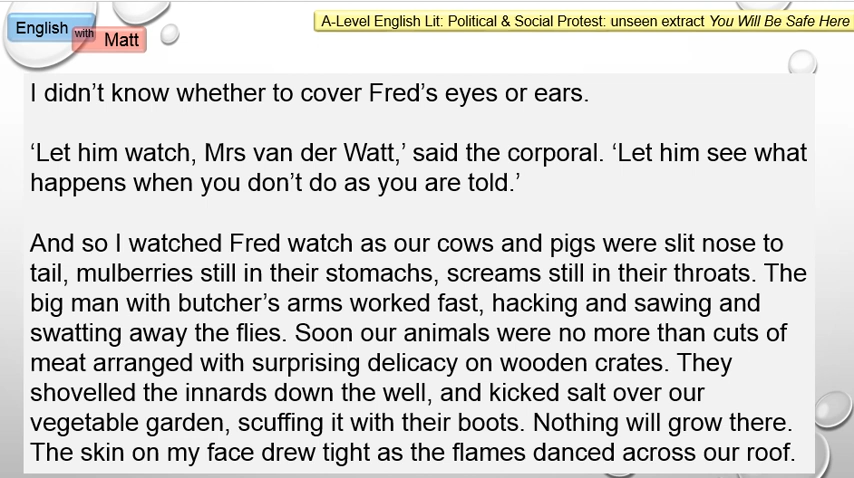 English with Matt
A-Level English Lit: Political & Social Protest: unseen extract You Will Be Safe Here
I didn’t know whether to cover Fred’s eyes or ears.
‘Let him watch, Mrs van der Watt,’ said the corporal. ‘Let him see what
happens when you don’t do as you are told.’
And so I watched Fred watch as our cows and pigs were slit nose to
tail, mulberries still in their stomachs, screams still in their throats. The
big man with butcher’s arms worked fast, hacking and sawing and
swatting away the flies. Soon our animals were no more than cuts of
meat arranged with surprising delicacy on wooden crates. They
shovelled the innards down the well, and kicked salt over our
vegetable garden, scuffing it with their boots. Nothing will grow there.
The skin on my face drew tight as the flames danced across our roof.